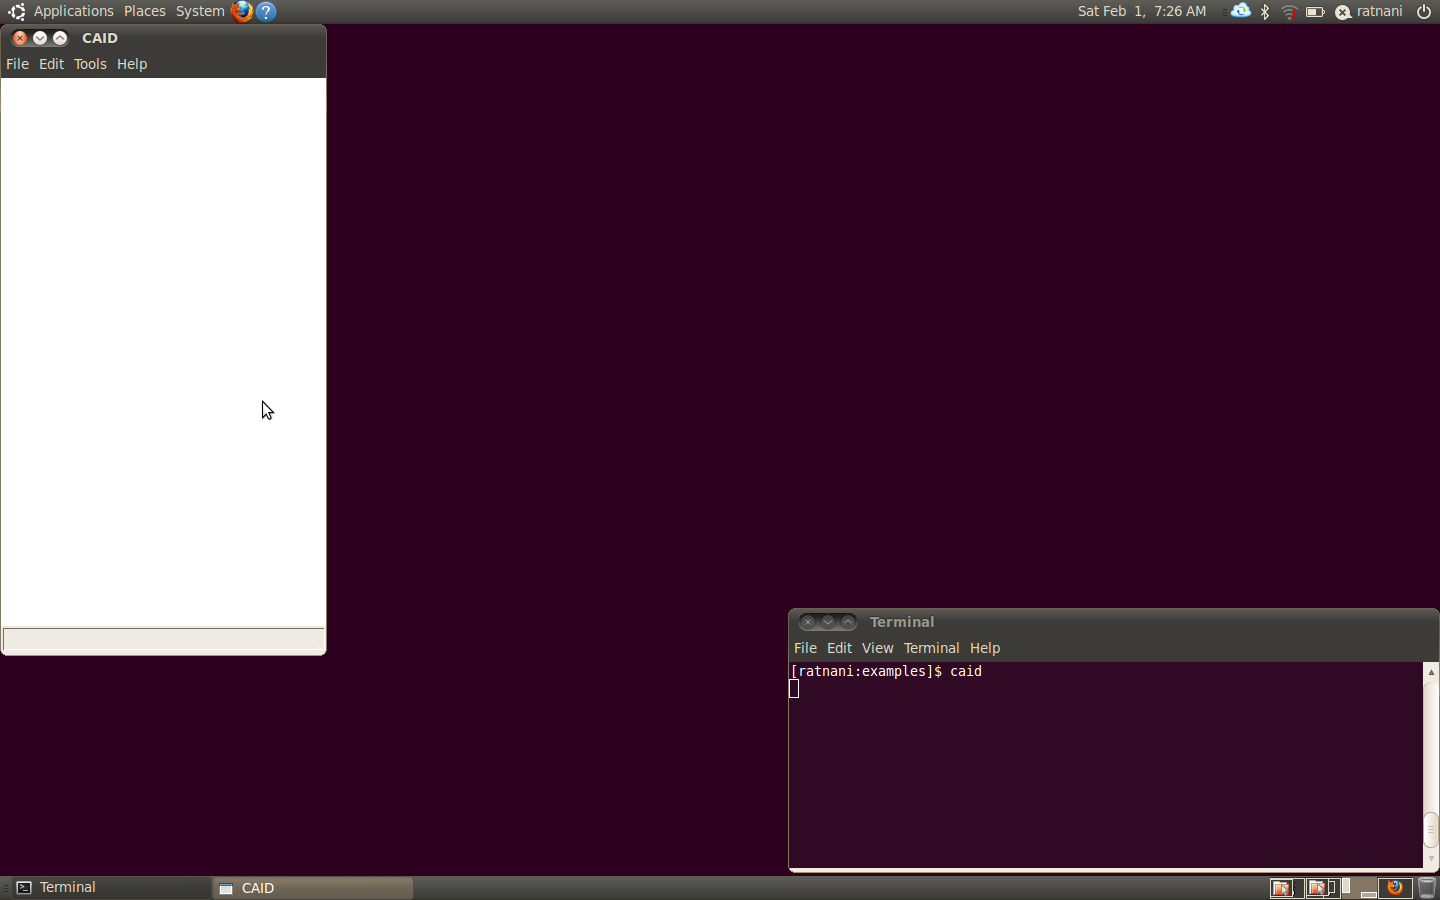 Applications Places System
Sat Feb 1, 7:26 AM ratnani
CAID
File Edit Tools Help
Terminal
File Edit View Terminal Help
[ratnani:examples]$ caid
Terminal CAID